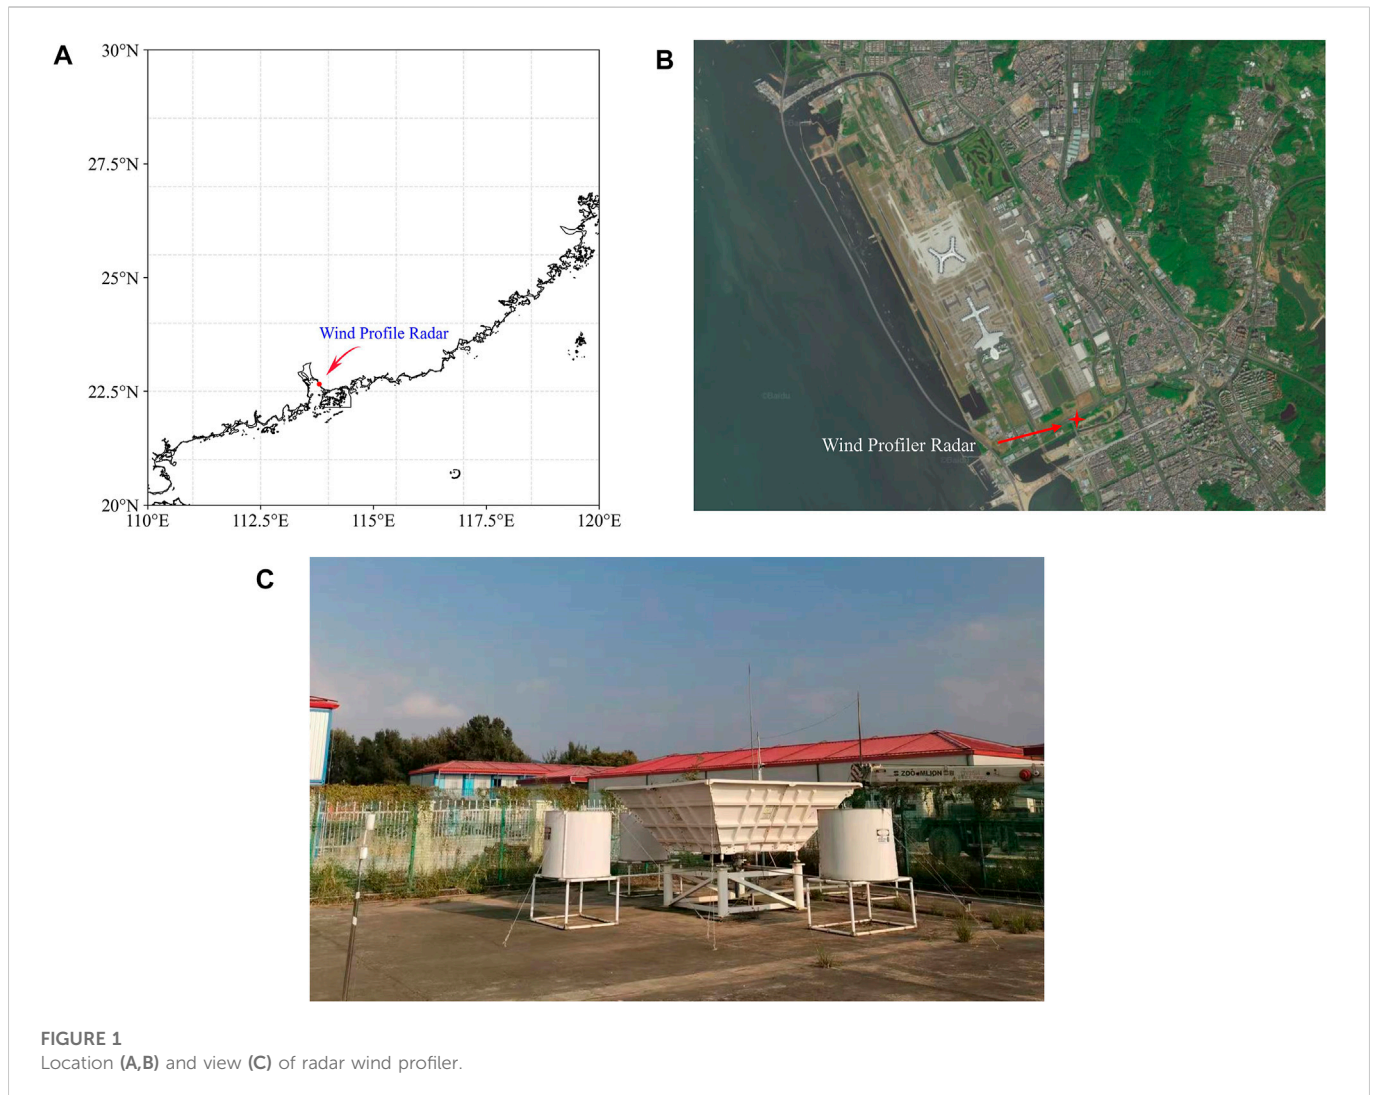 A
30°N
27.5°N
25°N
22.5°N
20°N
110°E
112.5°E
115°E
117.5°E
120°E
Wind Profile Radar
B
Wind Profiler Radar
C
ZOOMLION
FIGURE 1
Location (A,B) and view (C) of radar wind profiler.